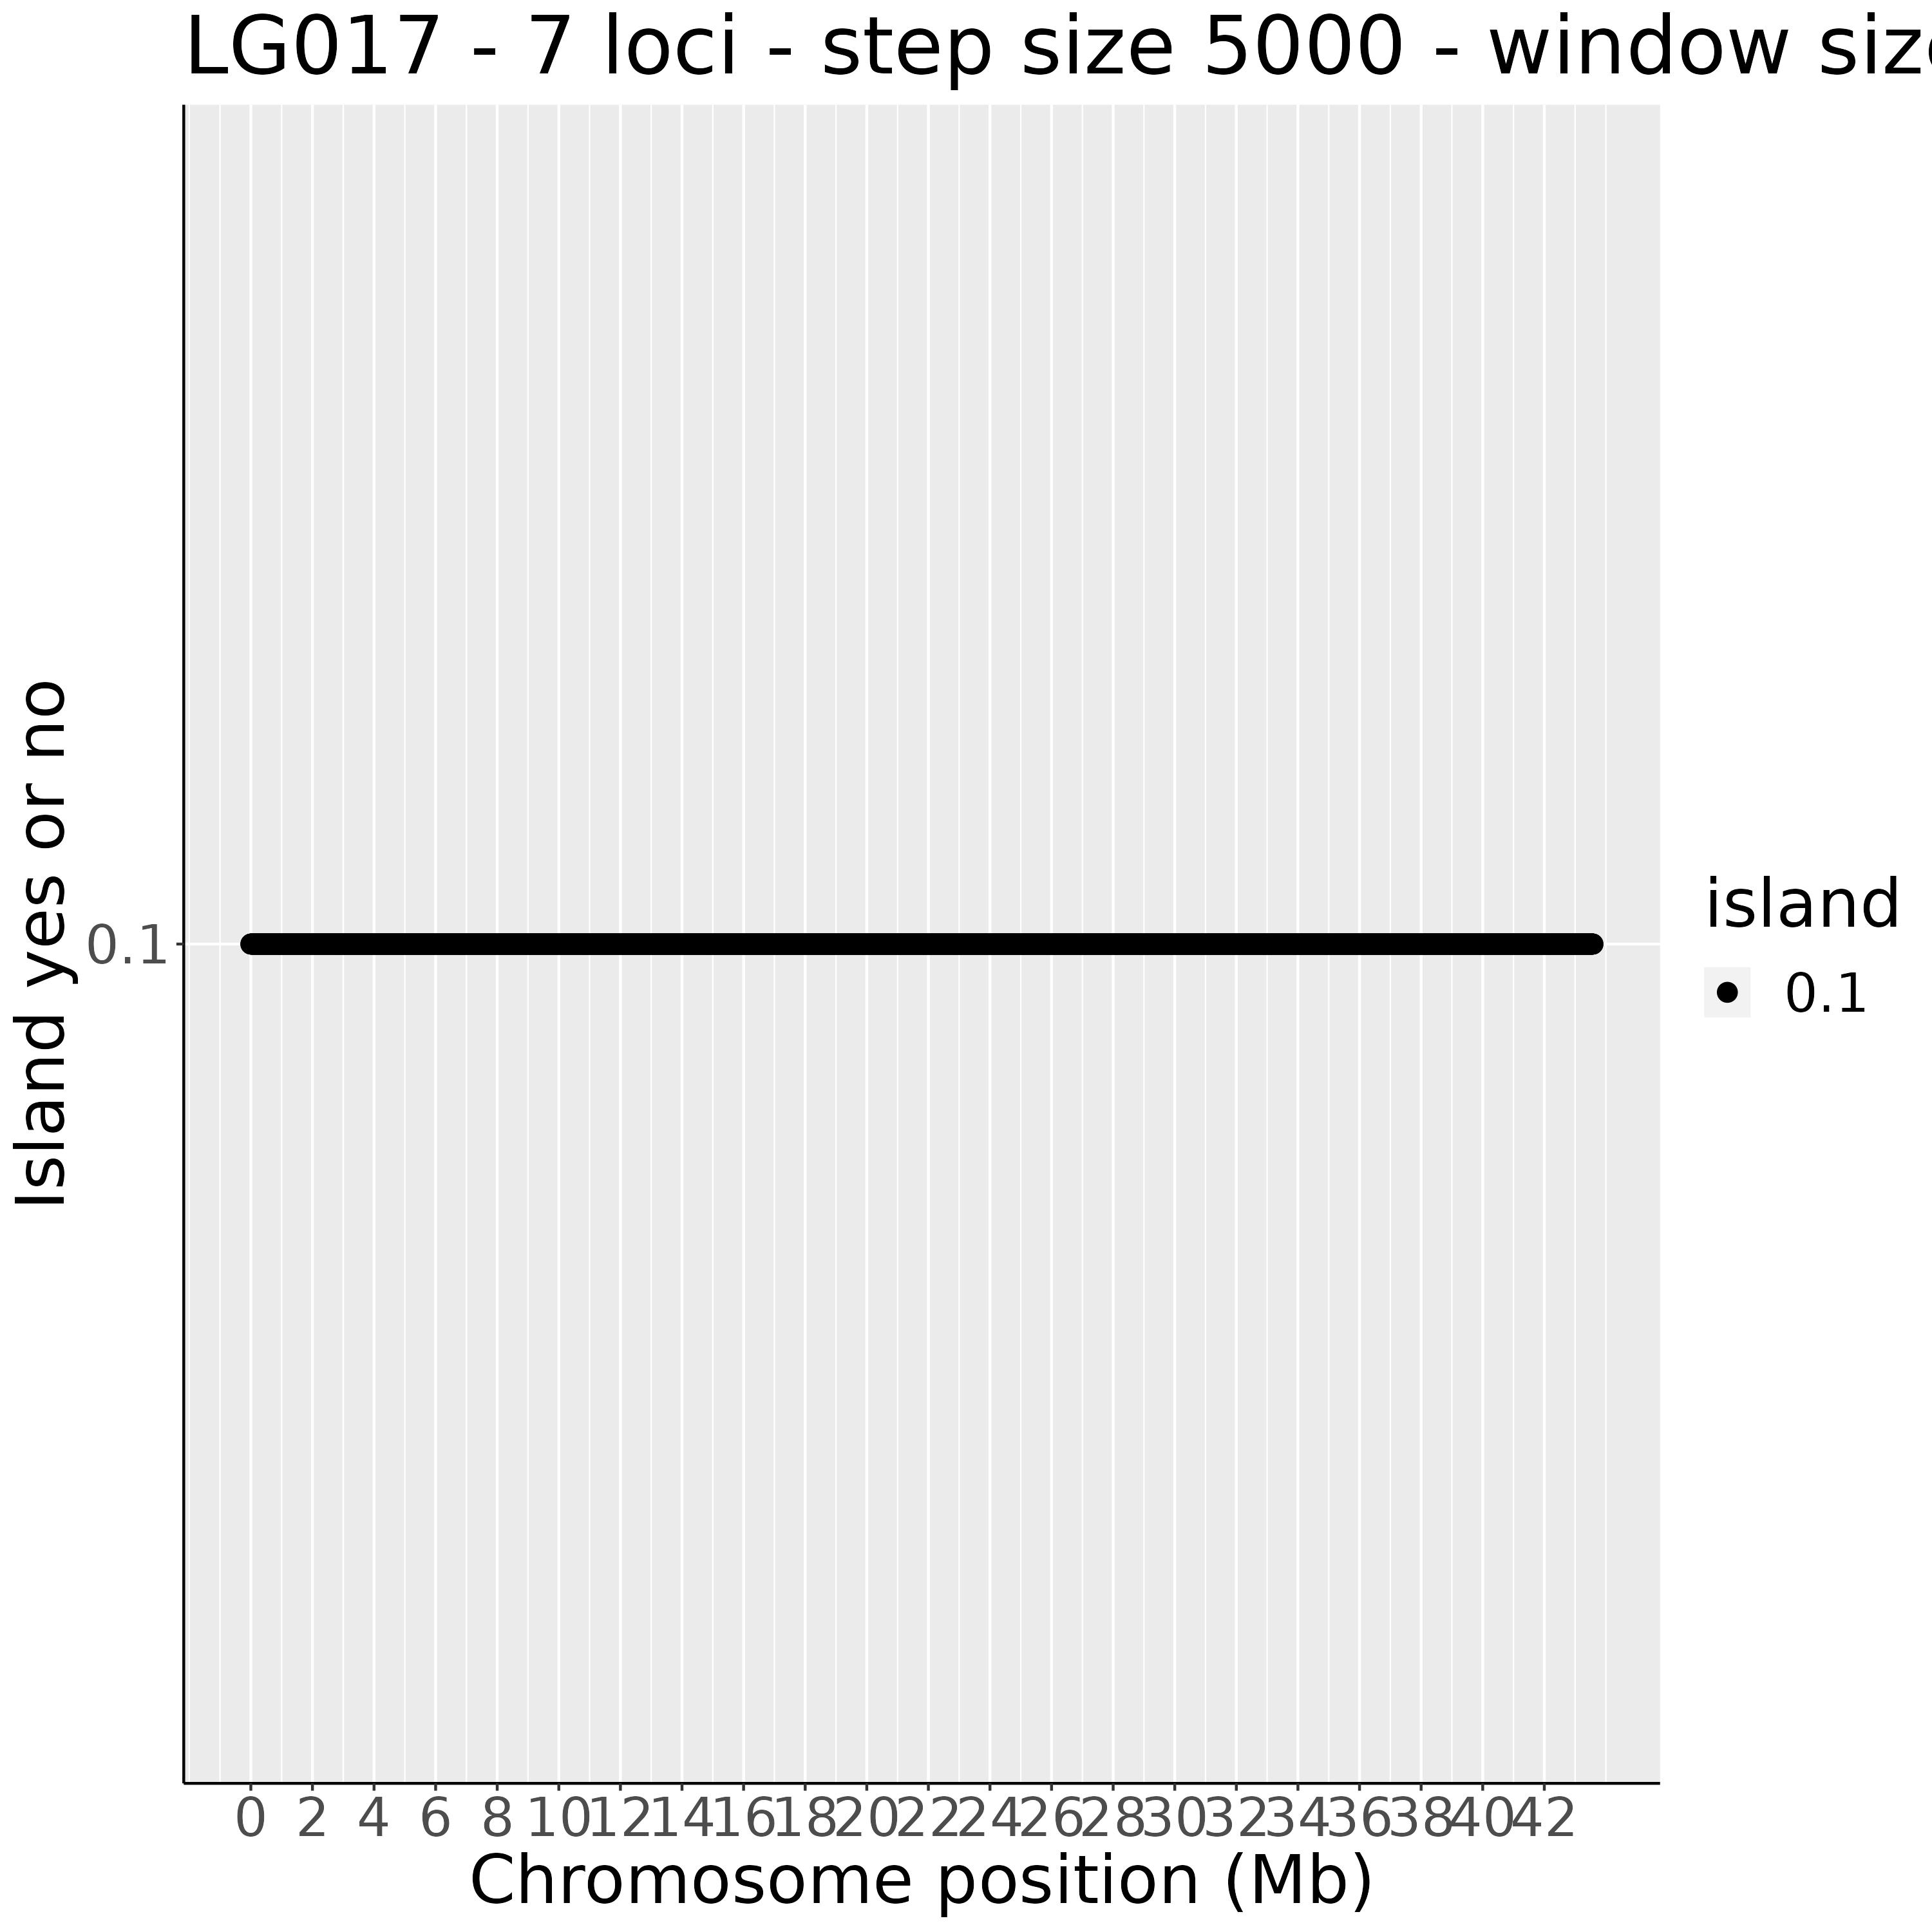 LG017 - 7 loci - step size 5000 - window size
Island yes or no
0.1
island
0.1
0 2 4 6 8 10 12 14 16 18 20 22 24 26 28 30 32 34 36 38 40 42
Chromosome position (Mb)